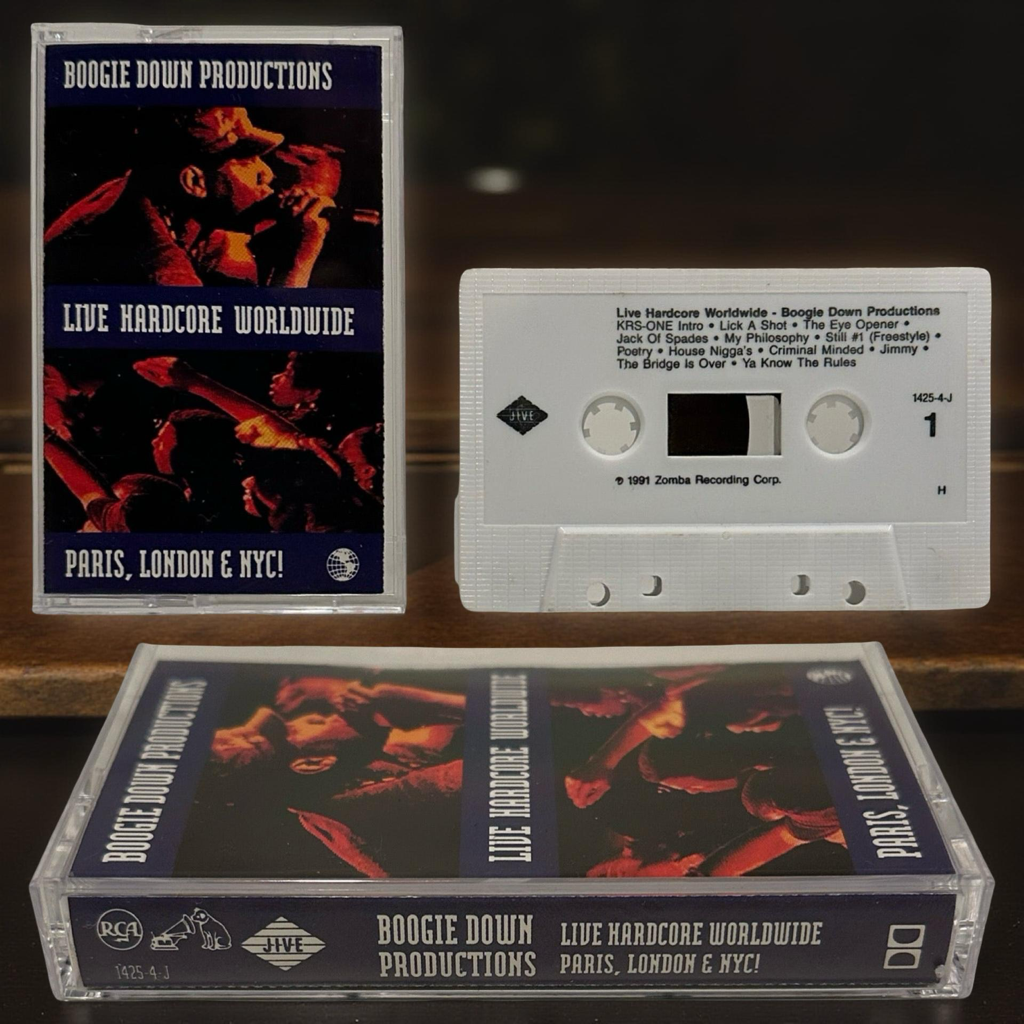 BOOGIE DOWN PRODUCTIONS
LIVE HARDCORE WORLDWIDE
PARIS, LONDON & NYC!
Live Hardcore Worldwide - Boogie Down Productions
KRS-ONE Intro • Lick A Shot • The Eye Opener •
Jack Of Spades • My Philosophy • Still #1 (Freestyle) •
Poetry • House Nigga's • Criminal Minded • Jimmy •
The Bridge Is Over • Ya Know The Rules
JIVE
1425-4-J
1
℗ 1991 Zomba Recording Corp.
H
BOOGIE DOWN PRODUCTIONS
LIVE HARDCORE WORLDWIDE
PARIS, LONDON & NYC!
RCA
1425-4-J
JIVE
BOOGIE DOWN
PRODUCTIONS
LIVE HARDCORE WORLDWIDE
PARIS, LONDON & NYC!